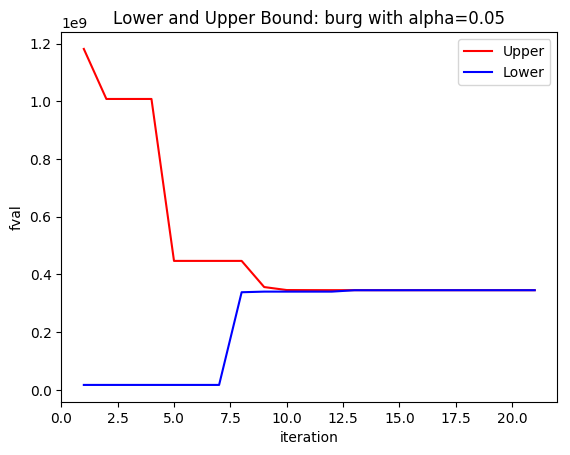 Lower and Upper Bound: burg with alpha=0.05
1e9
Upper
Lower
1.2
1.0
0.8
0.6
0.4
0.2
0.0
fval
0.0 2.5 5.0 7.5 10.0 12.5 15.0 17.5 20.0
iteration